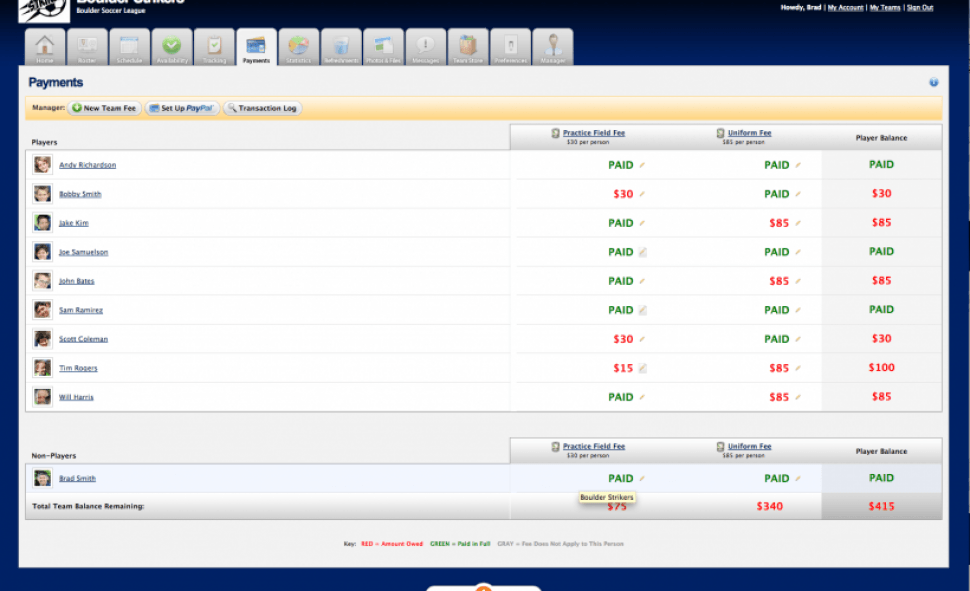 Boulder Strikers
Boulder Soccer League
Howdy, Brad | My Account | My Teams | Sign Out
Home Roster Schedule Availability Tracking Payments Statistics Refreshments Photos & Files Messages Team Store Preferences Manager
Payments
Manager: New Team Fee Set Up PayPal Transaction Log
Players Practice Field Fee Uniform Fee Player Balance
$30 per person $85 per person
Andy Richardson PAID PAID PAID
Bobby Smith $30 PAID $30
Jake Kim PAID $85 $85
Joe Samuelson PAID PAID PAID
John Bates PAID $85 $85
Sam Ramirez PAID PAID PAID
Scott Coleman $30 PAID $30
Tim Rogers $15 $85 $100
Will Harris PAID $85 $85
Non-Players Practice Field Fee Uniform Fee Player Balance
$30 per person $85 per person
Brad Smith PAID PAID PAID
Boulder Strikers
Total Team Balance Remaining: $75 $340 $415
Key: RED = Amount Owed GREEN = Paid in Full GRAY = Fee Does Not Apply to This Person